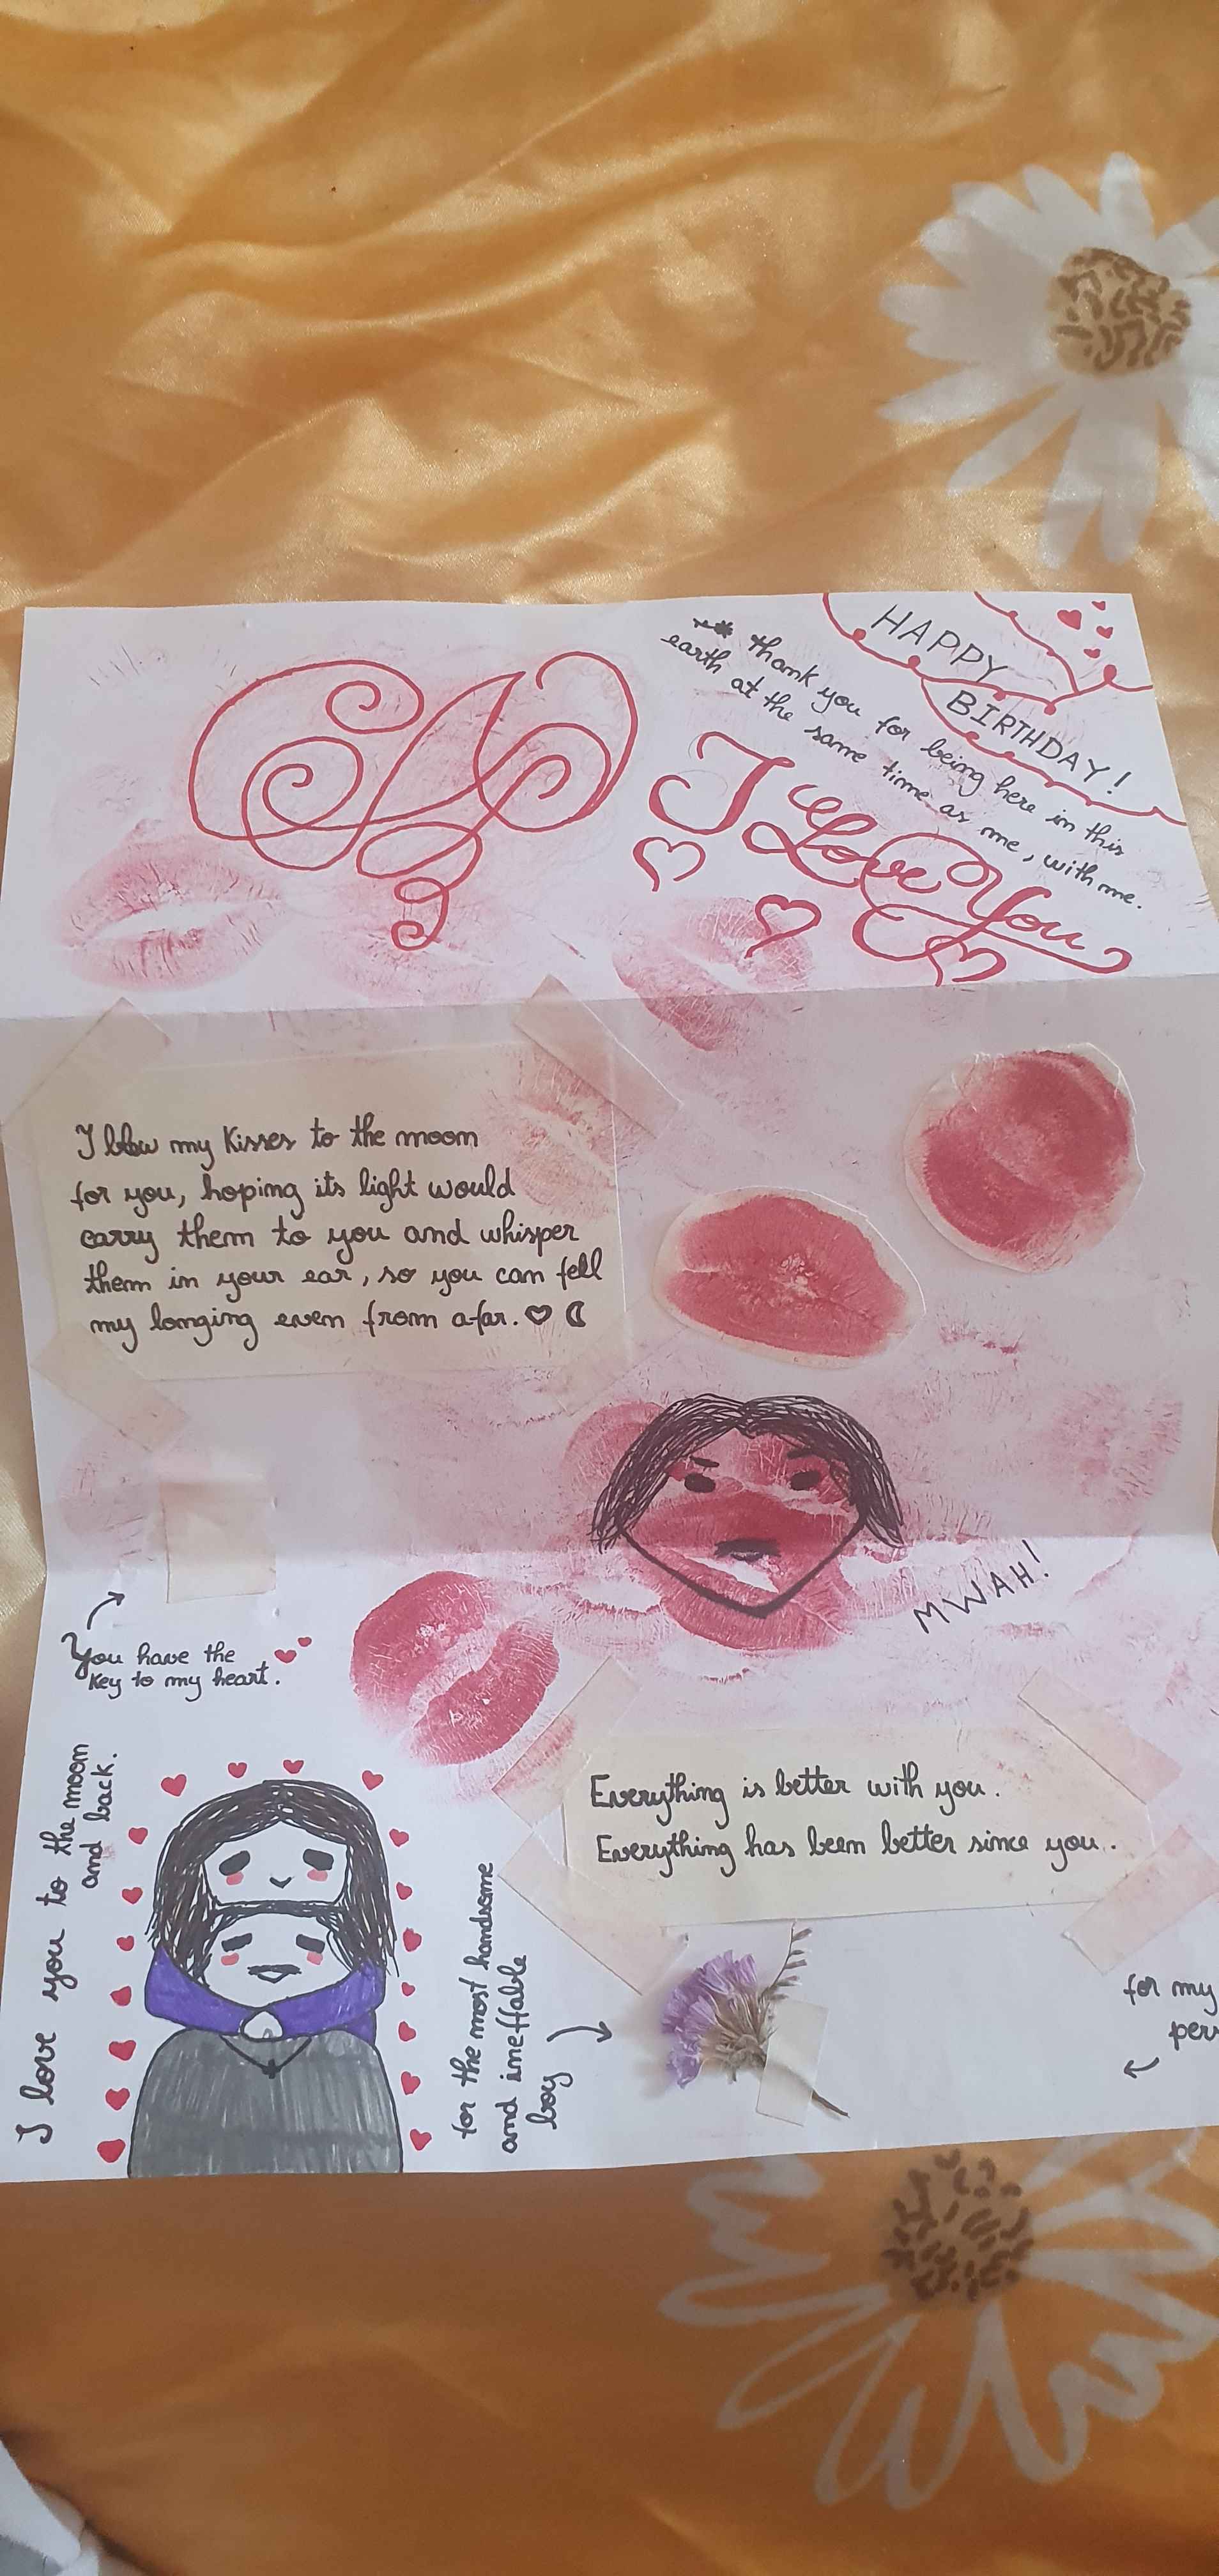 HAPPY
BIRTHDAY!
thank you for being here in this
earth at the same time as me, with me.
I Love You
I blow my Kisses to the moon
for you, hoping its light would
carry them to you and whisper
them in your ear, so you can fell
my longing even from afar.
MWAH!
You have the
Key to my heart.
I love you to the moon
and back.
Everything is better with you.
Everything has been better since you.
for the most handsome
and ineffable
boy
for my